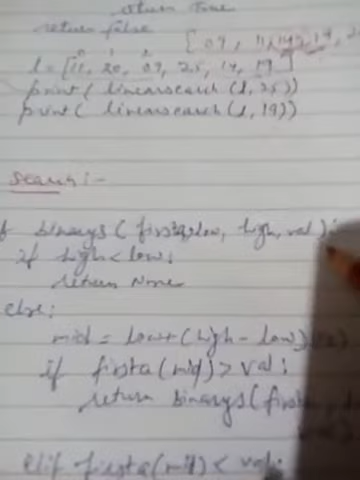 return True
return false
l = [11, 20, 09, 25, 14, 19]
print( linearsearch (l, 25))
print( linearsearch (l, 19))
search :-
binarys( firsta, low, high, val ):
if high < low:
return None
else:
mid = low + (high - low)
if firsta (mid) > val:
return binarys(
elif firsta (mid) < val: